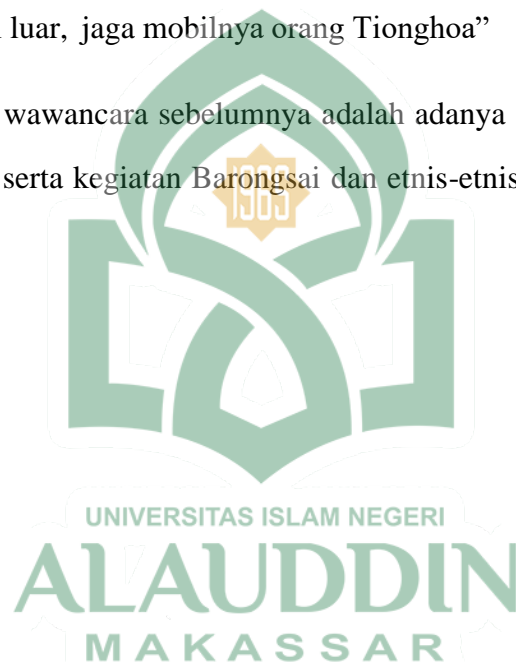 luar, jaga mobilnya orang Tionghoa”
wawancara sebelumnya adalah adanya
serta kegiatan Barongsai dan etnis-etnis
1965
UNIVERSITAS ISLAM NEGERI
ALAUDDIN
MAKASSAR